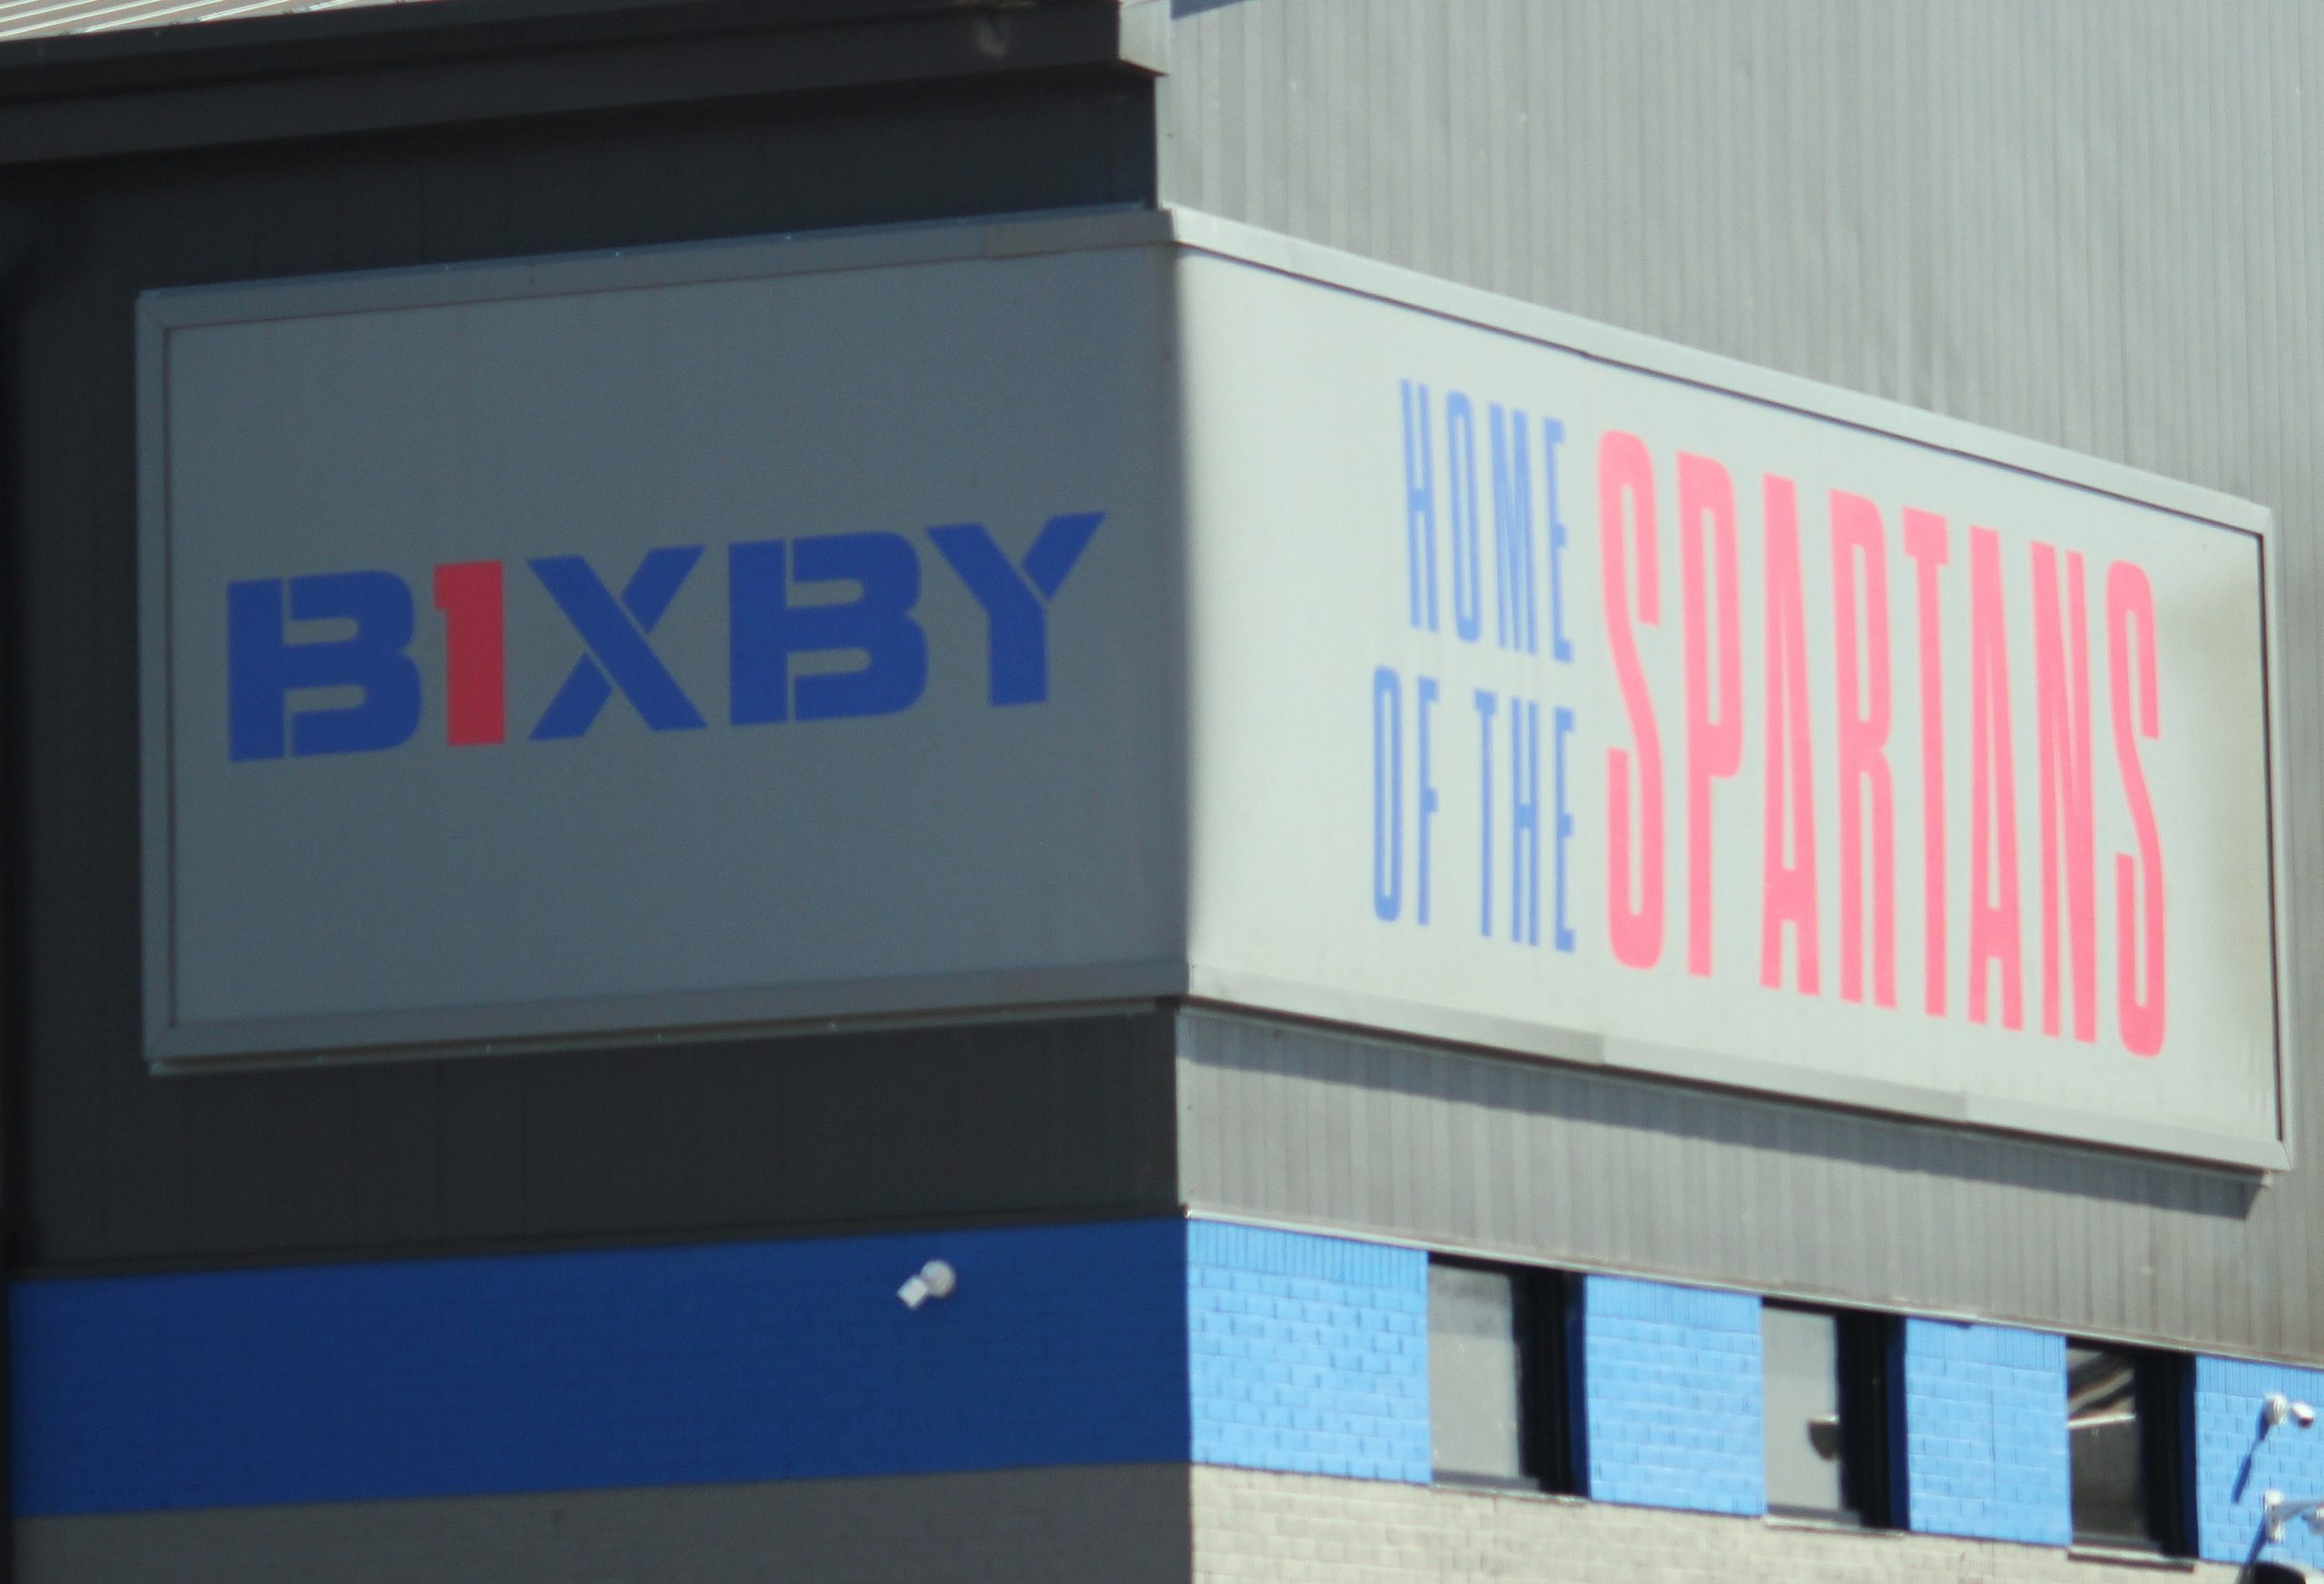 B1XBY
HOME
OF THE
SPARTANS